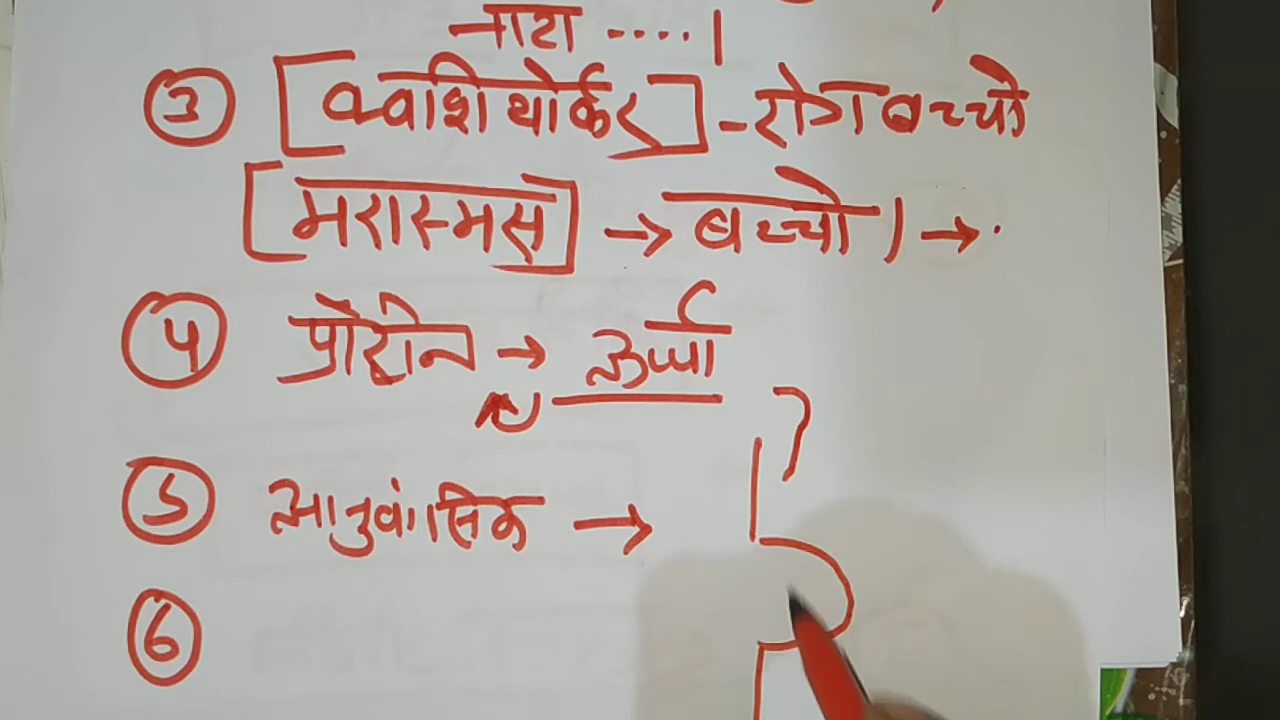 नाटा ....।
③ [क्वाशियोर्कर] - रोग बच्चो
[मरास्मस] → बच्चो। →
④ प्रोटीन → ऊर्जा
⑤ आनुवंासिक →
⑥